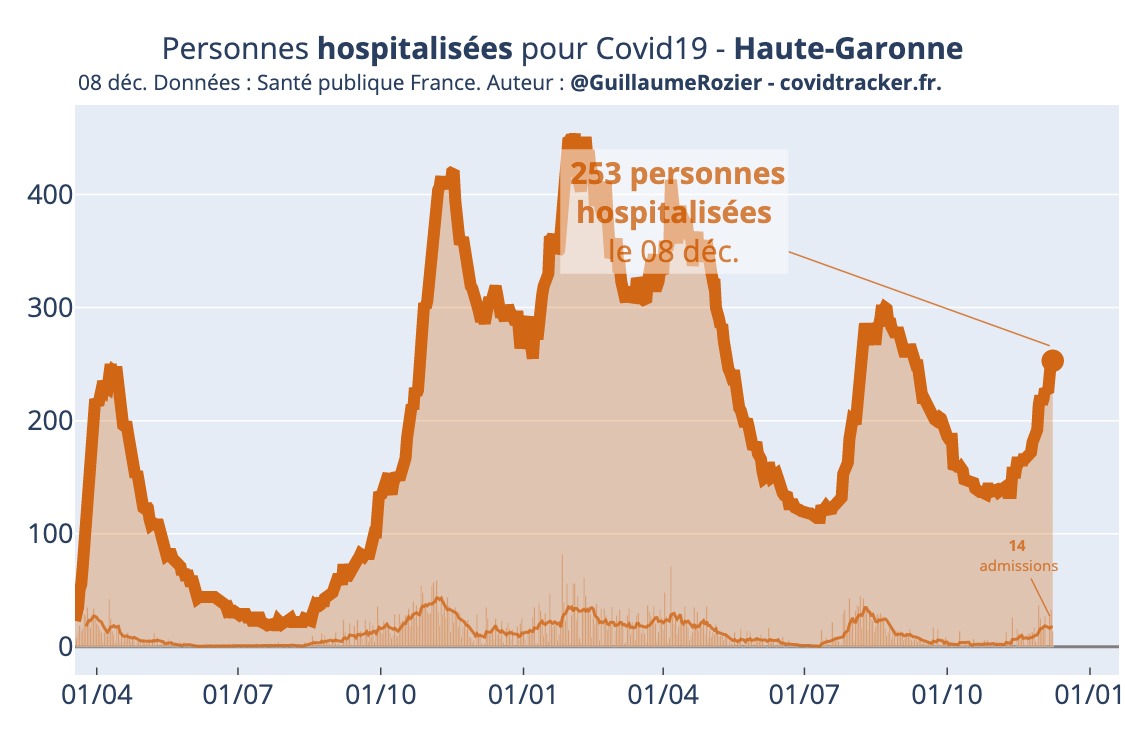 Personnes hospitalisées pour Covid19 - Haute-Garonne
08 déc. Données : Santé publique France. Auteur : @GuillaumeRozier - covidtracker.fr.
253 personnes
hospitalisées
le 08 déc.
400
300
200
100
0
14
admissions
01/04 01/07 01/10 01/01 01/04 01/07 01/10 01/01